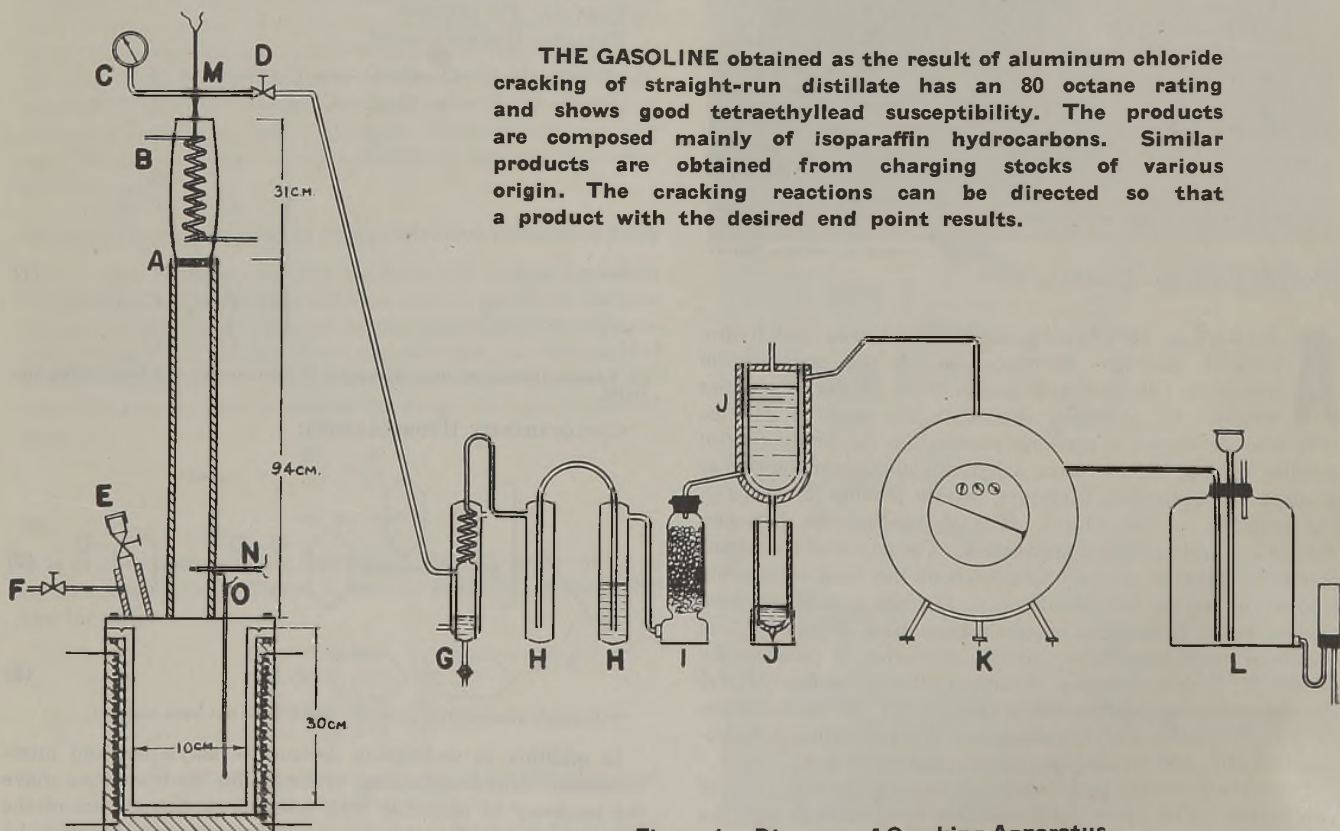 THE GASOLINE obtained as the result of aluminum chloride
cracking of straight-run distillate has an 80 octane rating
and shows good tetraethyllead susceptibility. The products
are composed mainly of isoparaffin hydrocarbons. Similar
products are obtained from charging stocks of various
origin. The cracking reactions can be directed so that
a product with the desired end point results.
C
M
D
B
31CM.
A
94CM.
E
N
F
O
30CM
10CM
G
H
H
I
J
J
K
L